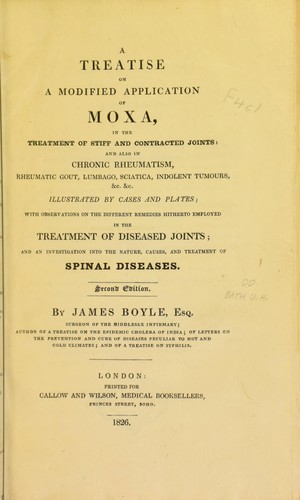 A
TREATISE
ON
A MODIFIED APPLICATION
OF
MOXA,
IN THE
TREATMENT OF STIFF AND CONTRACTED JOINTS:
AND ALSO IN
CHRONIC RHEUMATISM,
RHEUMATIC GOUT, LUMBAGO, SCIATICA, INDOLENT TUMOURS,
&c. &c.
ILLUSTRATED BY CASES AND PLATES;
WITH OBSERVATIONS ON THE DIFFERENT REMEDIES HITHERTO EMPLOYED
IN THE
TREATMENT OF DISEASED JOINTS;
AND AN INVESTIGATION INTO THE NATURE, CAUSES, AND TREATMENT OF
SPINAL DISEASES.
Second Edition.
BY JAMES BOYLE, ESQ.
SURGEON OF THE MIDDLESEX INFIRMARY;
AUTHOR OF A TREATISE ON THE EPIDEMIC CHOLERA OF INDIA; OF LETTERS ON
THE PREVENTION AND CURE OF DISEASES PECULIAR TO HOT AND
COLD CLIMATES; AND OF A TREATISE ON SYPHILIS.
LONDON:
PRINTED FOR
CALLOW AND WILSON, MEDICAL BOOKSELLERS,
PRINCES STREET, SOHO.
1826.